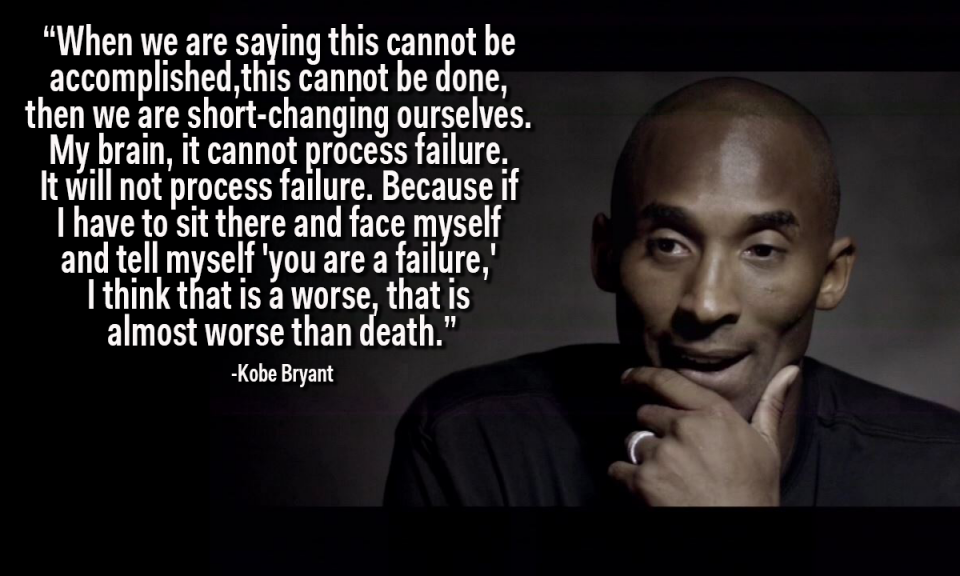 “When we are saying this cannot be
accomplished,this cannot be done,
then we are short-changing ourselves.
My brain, it cannot process failure.
It will not process failure. Because if
I have to sit there and face myself
and tell myself 'you are a failure,'
I think that is a worse, that is
almost worse than death.”
-Kobe Bryant